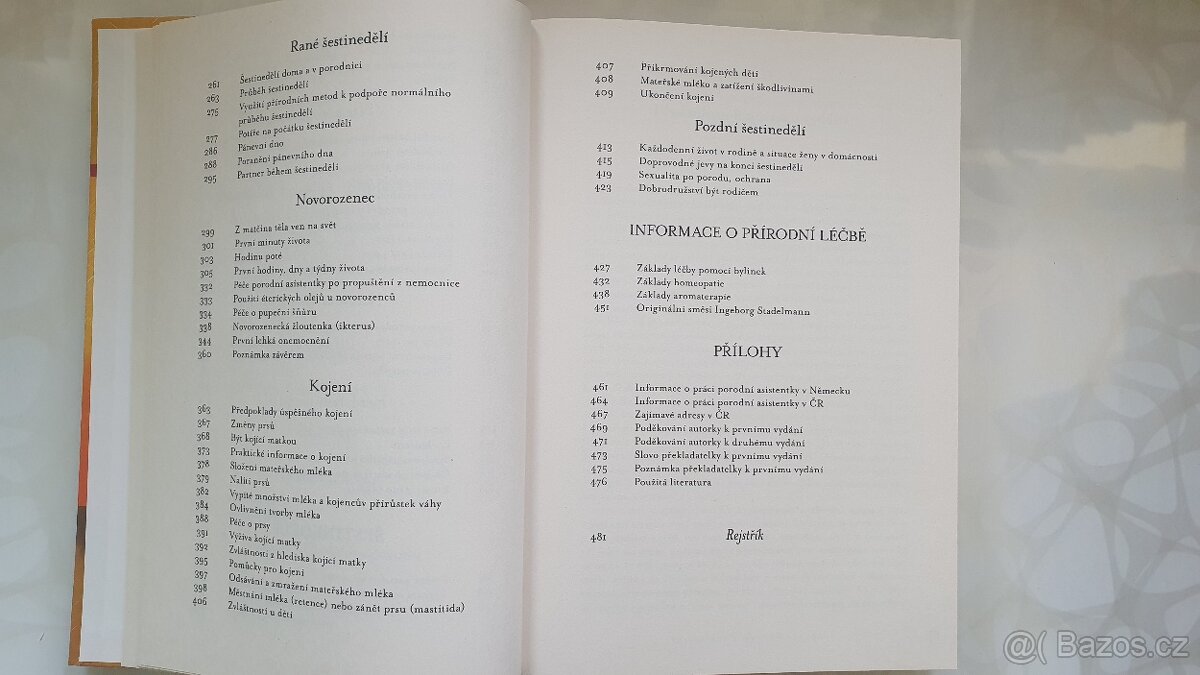 Rané šestinedělí
261 Šestinedělí doma a v porodnici
263 Průběh šestinedělí
275 Využití přírodních metod k podpoře normálního
průběhu šestinedělí
277 Potíže na počátku šestinedělí
286 Pánevní dno
288 Poranění pánevního dna
295 Partner během šestinedělí
Novorozenec
299 Z matčina těla ven na svět
301 První minuty života
303 Hodinu poté
305 První hodiny, dny a týdny života
332 Péče porodní asistentky po propuštění z nemocnice
333 Použití éterických olejů u novorozenců
334 Péče o pupeční šňůru
338 Novorozenecká žloutenka (ikterus)
344 První lehká onemocnění
360 Poznámka závěrem
Kojení
363 Předpoklady úspěšného kojení
367 Změny prsů
368 Být kojící matkou
373 Praktické informace o kojení
378 Složení mateřského mléka
379 Nalití prsů
382 Vypité množství mléka a kojencův přírůstek váhy
384 Ovlivnění tvorby mléka
388 Péče o prsy
391 Výživa kojící matky
392 Zvláštnosti z hlediska kojící matky
395 Pomůcky pro kojení
397 Odsávání a zmražení mateřského mléka
398 Městnání mléka (retence) nebo zánět prsu (mastitida)
406 Zvláštnosti u dětí
407 Přikrmování kojených dětí
408 Mateřské mléko a zatížení škodlivinami
409 Ukončení kojení
Pozdní šestinedělí
413 Každodenní život v rodině a situace ženy v domácnosti
415 Doprovodné jevy na konci šestinedělí
419 Sexualita po porodu, ochrana
423 Dobrodružství být rodičem
INFORMACE O PŘÍRODNÍ LÉČBĚ
427 Základy léčby pomocí bylinek
432 Základy homeopatie
438 Základy aromaterapie
451 Originální směsi Ingeborg Stadelmann
PŘÍLOHY
461 Informace o práci porodní asistentky v Německu
464 Informace o práci porodní asistentky v ČR
467 Zajímavé adresy v ČR
469 Poděkování autorky k prvnímu vydání
471 Poděkování autorky k druhému vydání
473 Slovo překladatelky k prvnímu vydání
475 Poznámka překladatelky k prvnímu vydání
476 Použitá literatura
481 Rejstřík
@( Bazos.cz